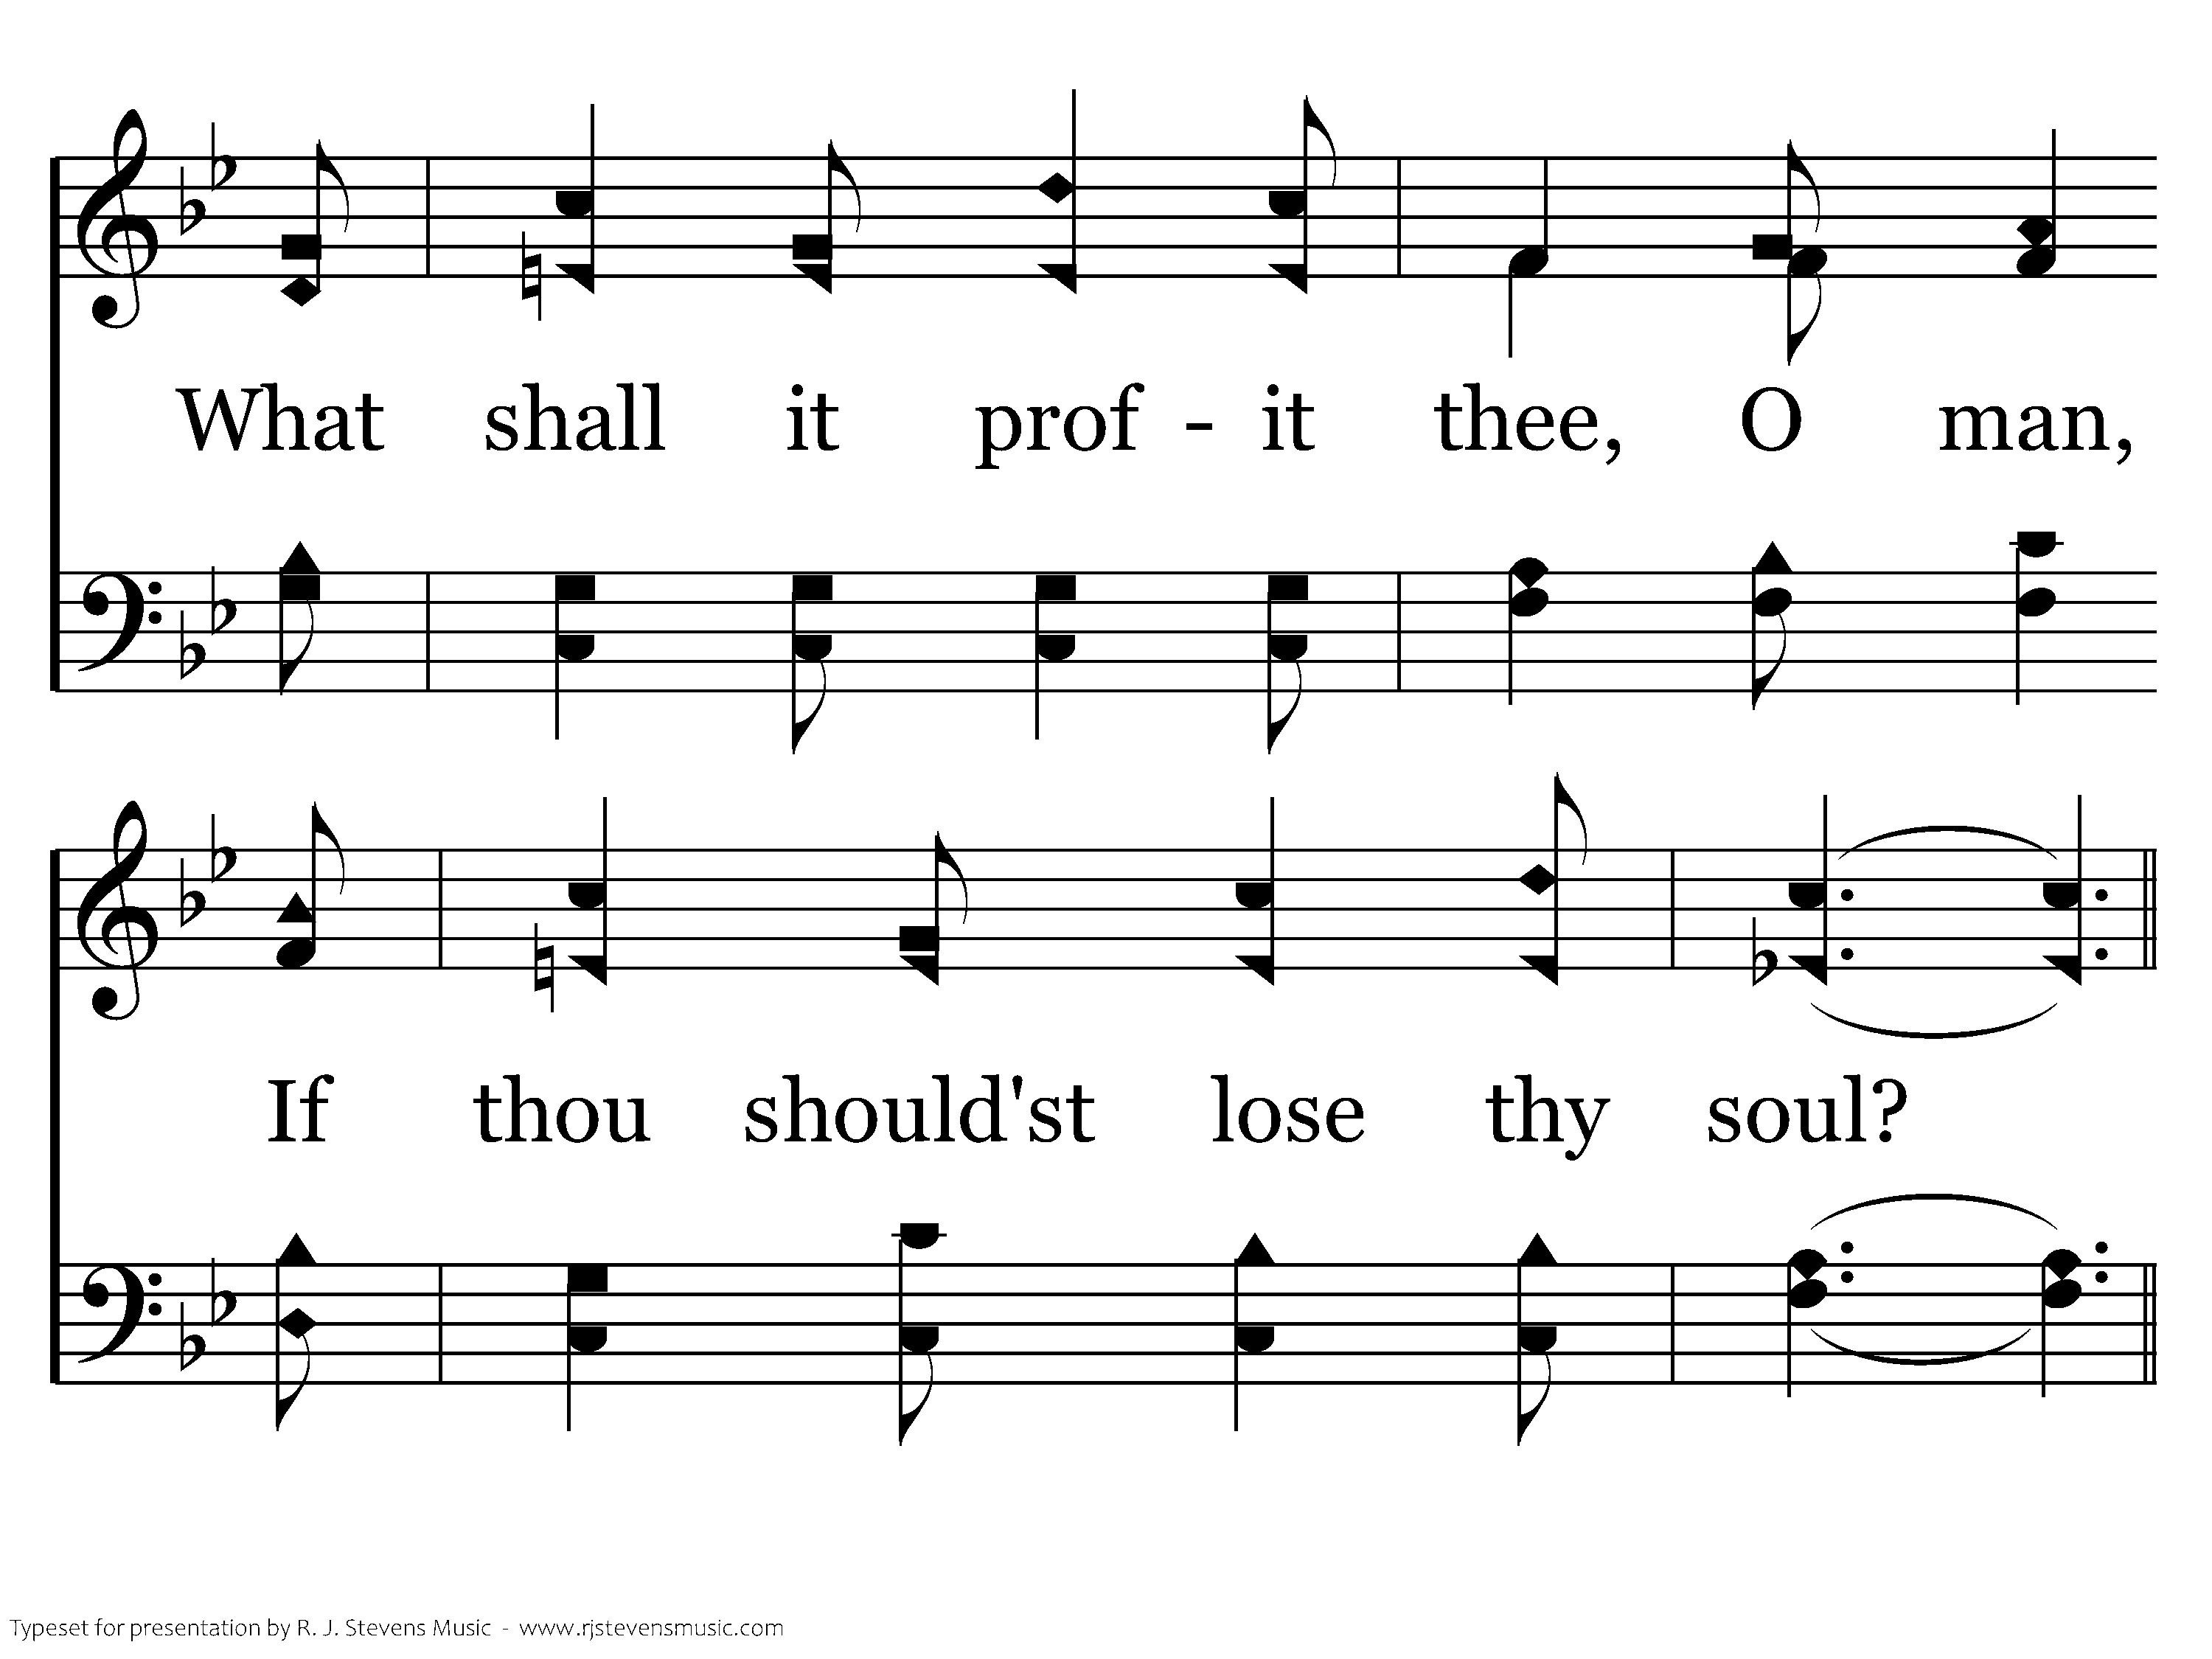 What shall it prof - it thee, O man,
If thou should'st lose thy soul?
Typeset for presentation by R. J. Stevens Music - www.rjstevensmusic.com